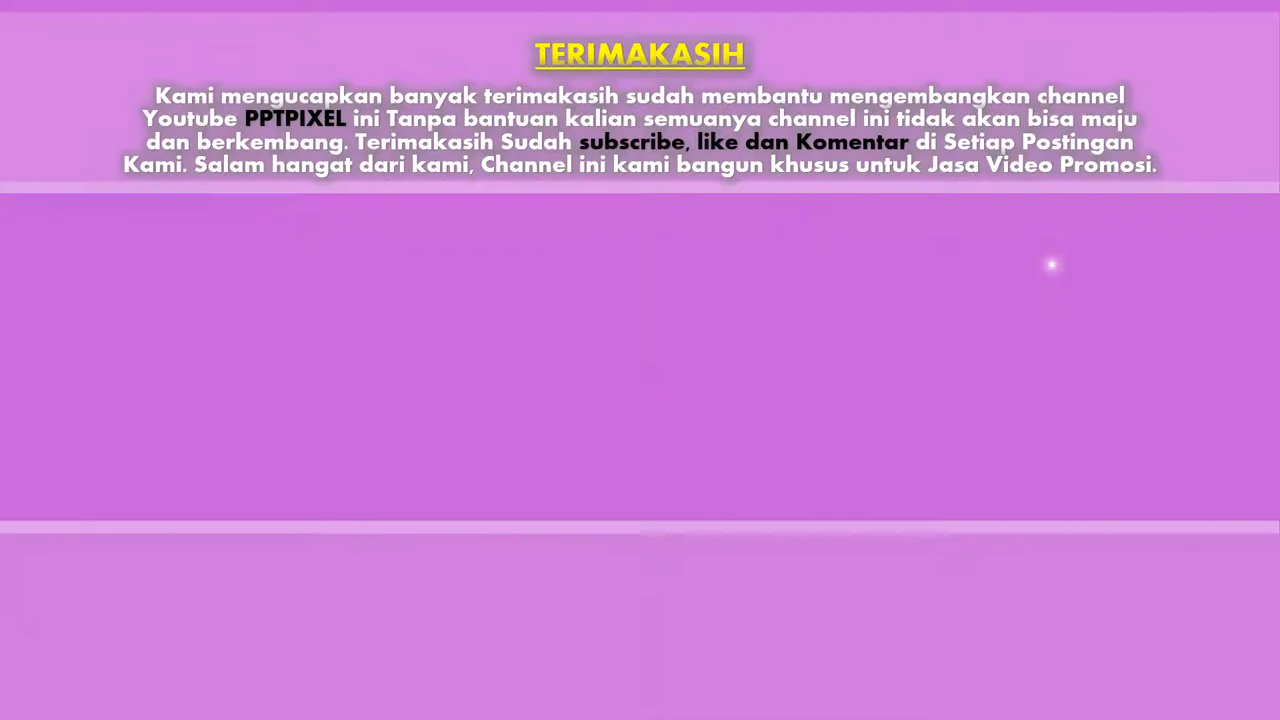 TERIMAKASIH
Kami mengucapkan banyak terimakasih sudah membantu mengembangkan channel
Youtube PPTPIXEL ini Tanpa bantuan kalian semuanya channel ini tidak akan bisa maju
dan berkembang. Terimakasih Sudah subscribe, like dan Komentar di Setiap Postingan
Kami. Salam hangat dari kami, Channel ini kami bangun khusus untuk Jasa Video Promosi.